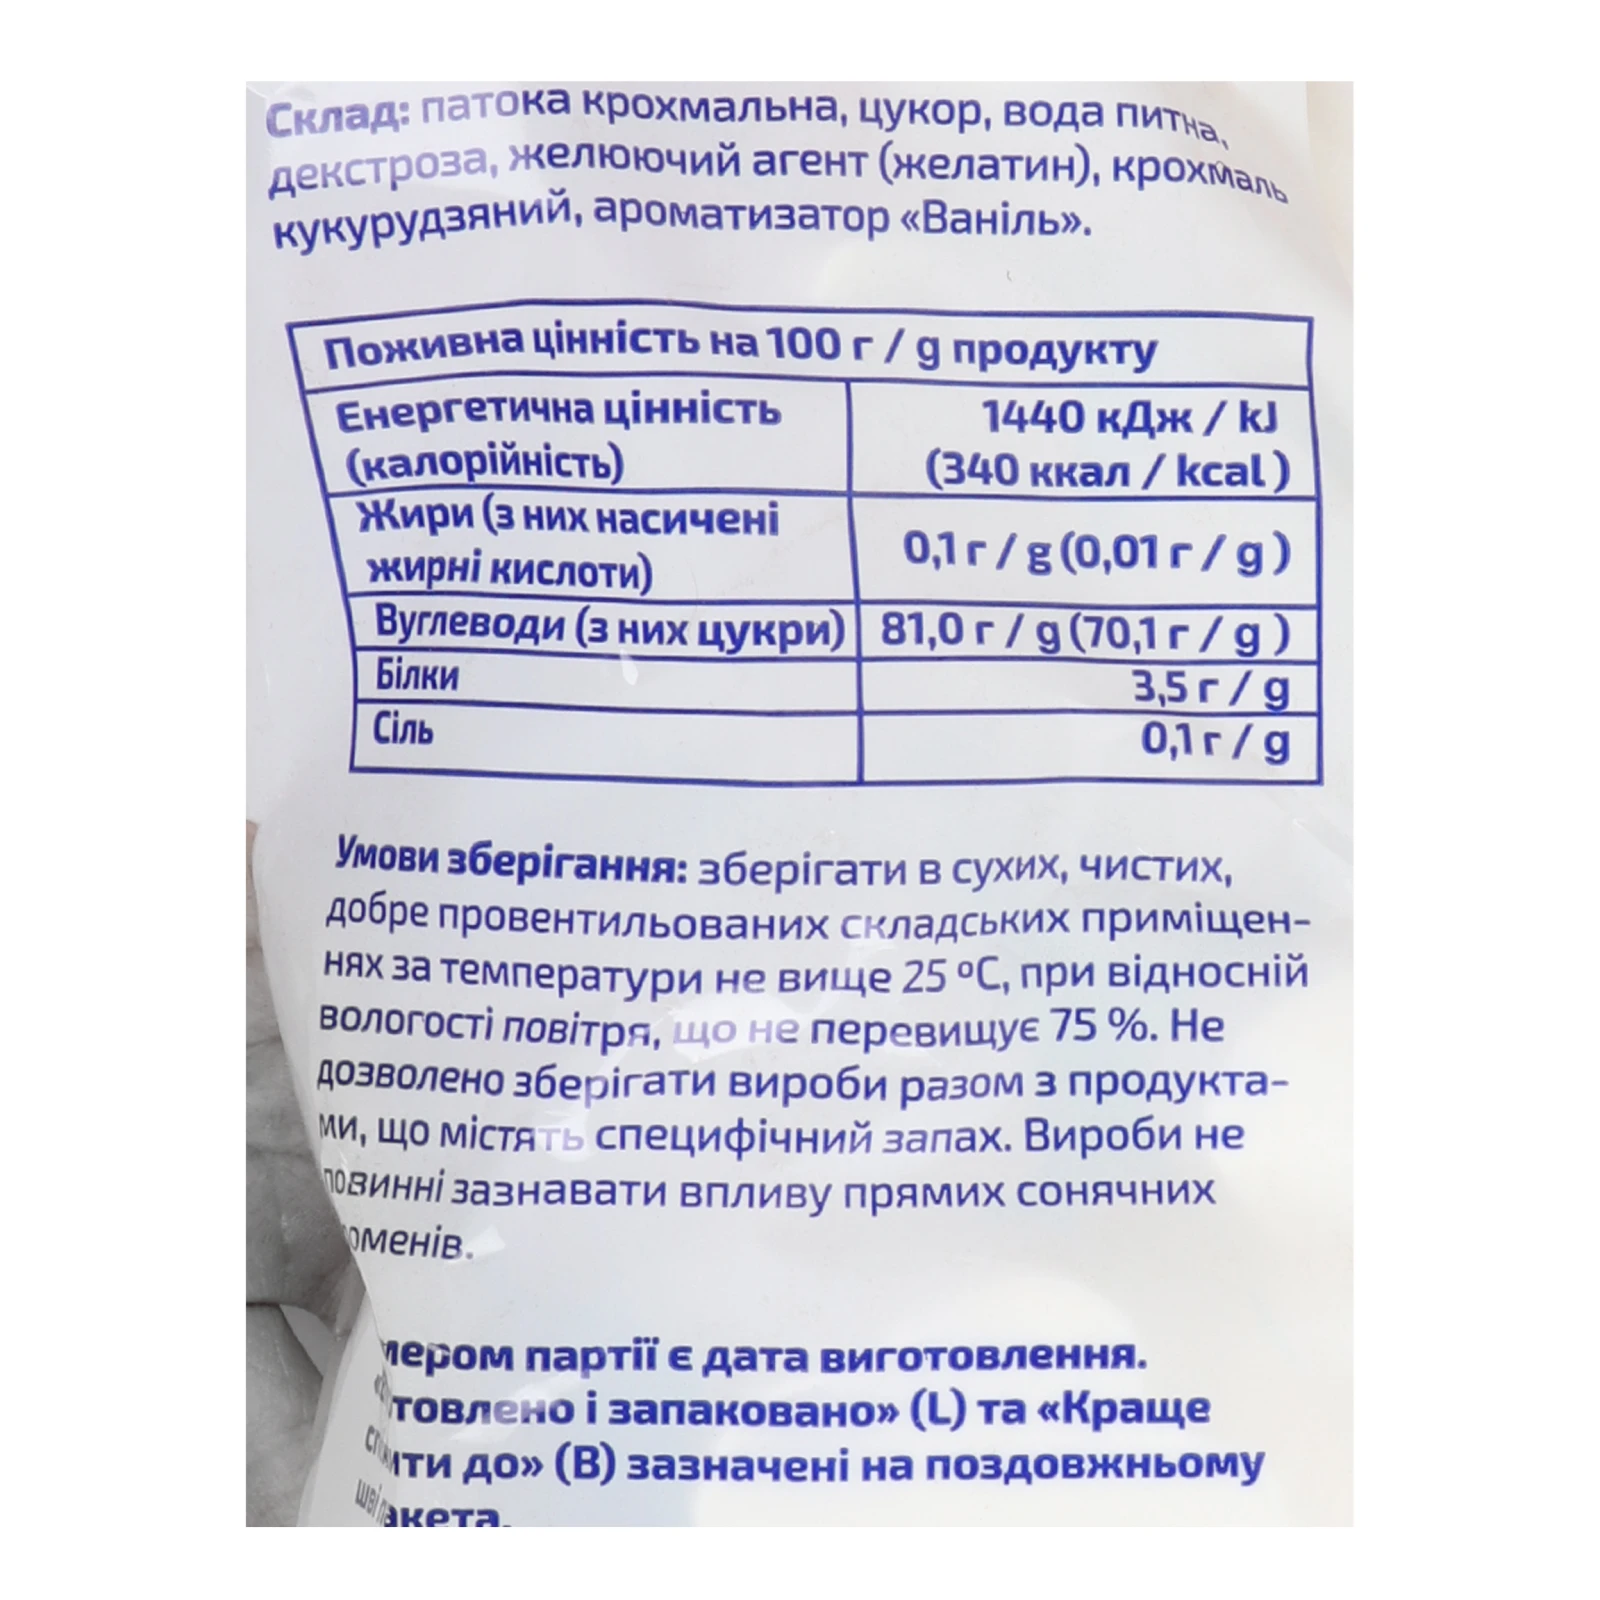 Склад: патока крохмальна, цукор, вода питна,
декстроза, желюючий агент (желатин), крохмаль
кукурудзяний, ароматизатор «Ваніль».
Поживна цінність на 100 г / g продукту
Енергетична цінність
(калорійність)
1440 кДж / kJ
(340 ккал / kcal)
Жири (з них насичені
жирні кислоти)
0,1 г / g (0,01 г / g)
Вуглеводи (з них цукри) 81,0 г / g (70,1 г / g)
Білки 3,5 г / g
Сіль 0,1 г / g
Умови зберігання: зберігати в сухих, чистих,
добре провентильованих складських приміщен-
нях за температури не вище 25 ºС, при відносній
вологості повітря, що не перевищує 75 %. Не
дозволено зберігати вироби разом з продукта-
ми, що містять специфічний запах. Вироби не
повинні зазнавати впливу прямих сонячних
оменів.
мером партії є дата виготовлення.
товлено і запаковано» (L) та «Краще
спожити до» (В) зазначені на поздовжньому
шві пакета.